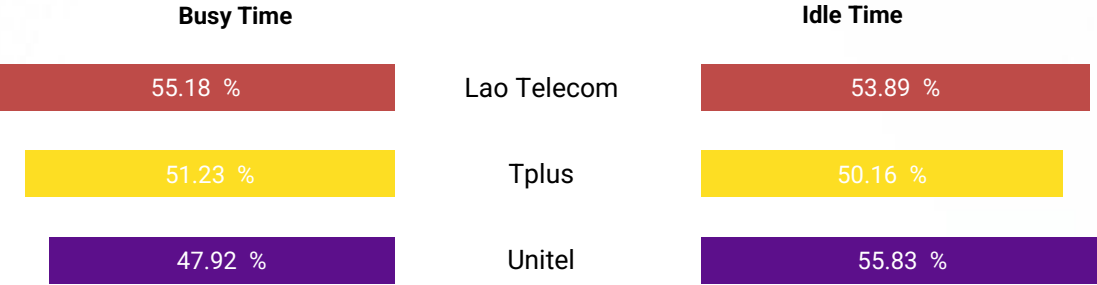 Busy Time Idle Time
55.18 % Lao Telecom 53.89 %
51.23 % Tplus 50.16 %
47.92 % Unitel 55.83 %